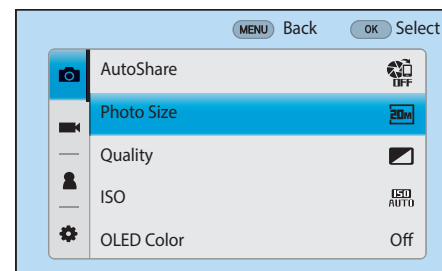 MENU Back OK Select
AutoShare OFF
Photo Size 20M
Quality
ISO ISO AUTO
OLED Color Off